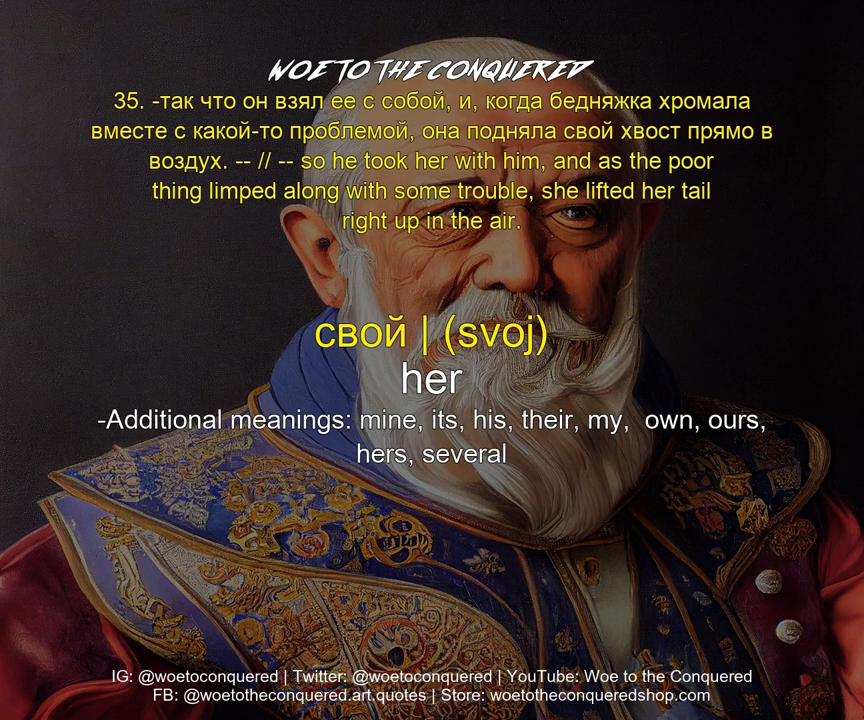 WOE TO THE CONQUERED
35. -так что он взял ее с собой, и, когда бедняжка хромала
вместе с какой-то проблемой, она подняла свой хвост прямо в
воздух. -- // -- so he took her with him, and as the poor
thing limped along with some trouble, she lifted her tail
right up in the air.
свой | (svoj)
her
-Additional meanings: mine, its, his, their, my,  own, ours,
hers, several
IG: @woetoconquered | Twitter: @woetoconquered | YouTube: Woe to the Conquered
FB: @woetotheconquered.art.quotes | Store: woetotheconqueredshop.com